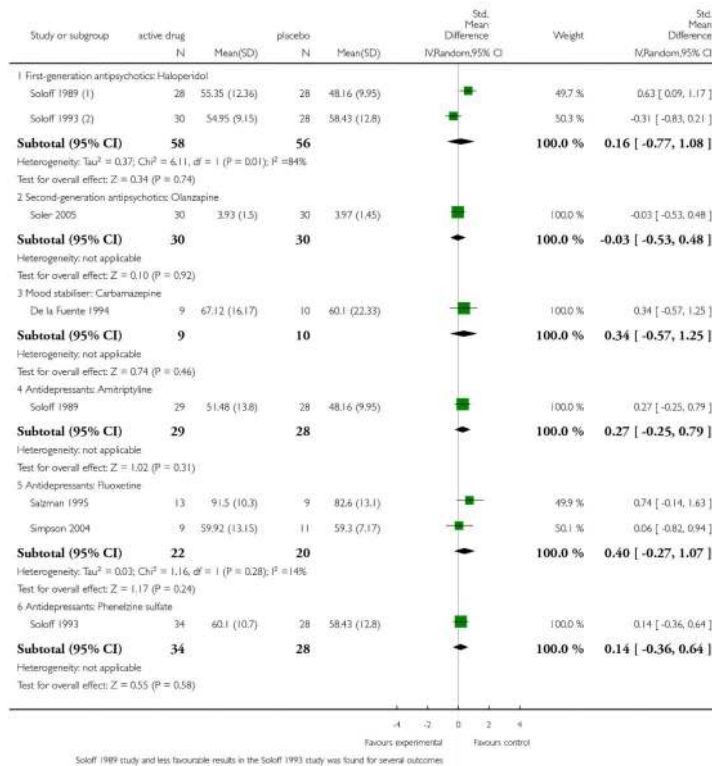 Study or subgroup active drug placebo Std. Mean Difference Weight Std. Mean Difference
N Mean(SD) N Mean(SD) IV,Random,95% CI IV,Random,95% CI
1 First-generation antipsychotics: Haloperidol
Soloff 1989 (1) 28 55.35 (12.36) 28 48.16 (9.95) 49.7 % 0.63 [ 0.09, 1.17 ]
Soloff 1993 (2) 30 54.95 (9.15) 28 58.43 (12.8) 50.3 % -0.31 [ -0.83, 0.21 ]
Subtotal (95% CI) 58 56 100.0 % 0.16 [ -0.77, 1.08 ]
Heterogeneity: Tau² = 0.37; Chi² = 6.11, df = 1 (P = 0.01); I² =84%
Test for overall effect: Z = 0.34 (P = 0.74)
2 Second-generation antipsychotics: Olanzapine
Soler 2005 30 3.93 (1.5) 30 3.97 (1.45) 100.0 % -0.03 [ -0.53, 0.48 ]
Subtotal (95% CI) 30 30 100.0 % -0.03 [ -0.53, 0.48 ]
Heterogeneity: not applicable
Test for overall effect: Z = 0.10 (P = 0.92)
3 Mood stabiliser: Carbamazepine
De la Fuente 1994 9 67.12 (16.17) 10 60.1 (22.33) 100.0 % 0.34 [ -0.57, 1.25 ]
Subtotal (95% CI) 9 10 100.0 % 0.34 [ -0.57, 1.25 ]
Heterogeneity: not applicable
Test for overall effect: Z = 0.74 (P = 0.46)
4 Antidepressants: Amitriptyline
Soloff 1989 29 51.48 (13.8) 28 48.16 (9.95) 100.0 % 0.27 [ -0.25, 0.79 ]
Subtotal (95% CI) 29 28 100.0 % 0.27 [ -0.25, 0.79 ]
Heterogeneity: not applicable
Test for overall effect: Z = 1.02 (P = 0.31)
5 Antidepressants: Fluoxetine
Salzman 1995 13 91.5 (10.3) 9 82.6 (13.1) 49.9 % 0.74 [ -0.14, 1.63 ]
Simpson 2004 9 59.92 (13.15) 11 59.3 (7.17) 50.1 % 0.06 [ -0.82, 0.94 ]
Subtotal (95% CI) 22 20 100.0 % 0.40 [ -0.27, 1.07 ]
Heterogeneity: Tau² = 0.03; Chi² = 1.16, df = 1 (P = 0.28); I² =14%
Test for overall effect: Z = 1.17 (P = 0.24)
6 Antidepressants: Phenelzine sulfate
Soloff 1993 34 60.1 (10.7) 28 58.43 (12.8) 100.0 % 0.14 [ -0.36, 0.64 ]
Subtotal (95% CI) 34 28 100.0 % 0.14 [ -0.36, 0.64 ]
Heterogeneity: not applicable
Test for overall effect: Z = 0.55 (P = 0.58)
-4 -2 0 2 4
Favours experimental Favours control
Soloff 1989 study and less favourable results in the Soloff 1993 study was found for several outcomes